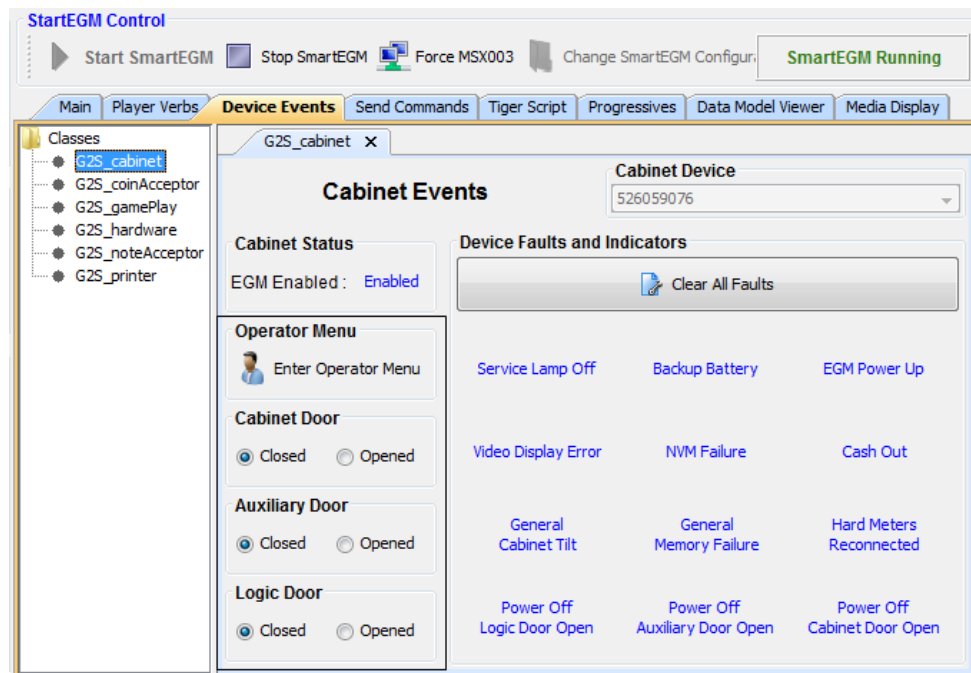 StartEGM Control
Start SmartEGM Stop SmartEGM Force MSX003 Change SmartEGM Configur. SmartEGM Running
Main Player Verbs Device Events Send Commands Tiger Script Progressives Data Model Viewer Media Display
Classes
G2S_cabinet
G2S_coinAcceptor
G2S_gamePlay
G2S_hardware
G2S_noteAcceptor
G2S_printer
G2S_cabinet X
Cabinet Events
Cabinet Device
526059076
Cabinet Status
EGM Enabled : Enabled
Operator Menu
Enter Operator Menu
Cabinet Door
Closed Opened
Auxiliary Door
Closed Opened
Logic Door
Closed Opened
Device Faults and Indicators
Clear All Faults
Service Lamp Off Backup Battery EGM Power Up
Video Display Error NVM Failure Cash Out
General General Hard Meters
Cabinet Tilt Memory Failure Reconnected
Power Off Power Off Power Off
Logic Door Open Auxiliary Door Open Cabinet Door Open